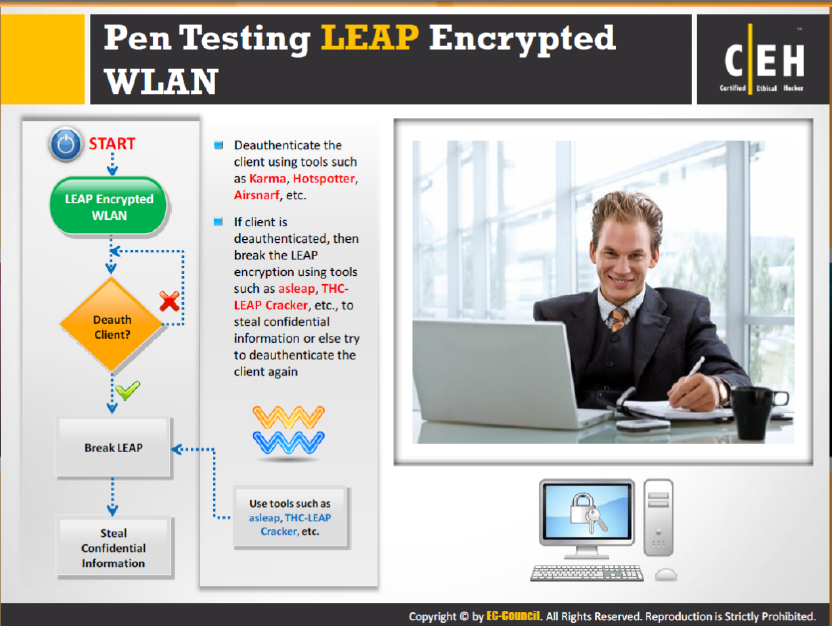 Pen Testing LEAP Encrypted
WLAN
C|EH
Certified Ethical Hacker
START
LEAP Encrypted
WLAN
Deauth
Client?
Break LEAP
Steal
Confidential
Information
Deauthenticate the
client using tools such
as Karma, Hotspotter,
Airsnarf, etc.
If client is
deauthenticated, then
break the LEAP
encryption using tools
such as asleap, THC-
LEAP Cracker, etc., to
steal confidential
information or else try
to deauthenticate the
client again
Use tools such as
asleap, THC-LEAP
Cracker, etc.
Copyright © by EC-Council. All Rights Reserved. Reproduction is Strictly Prohibited.